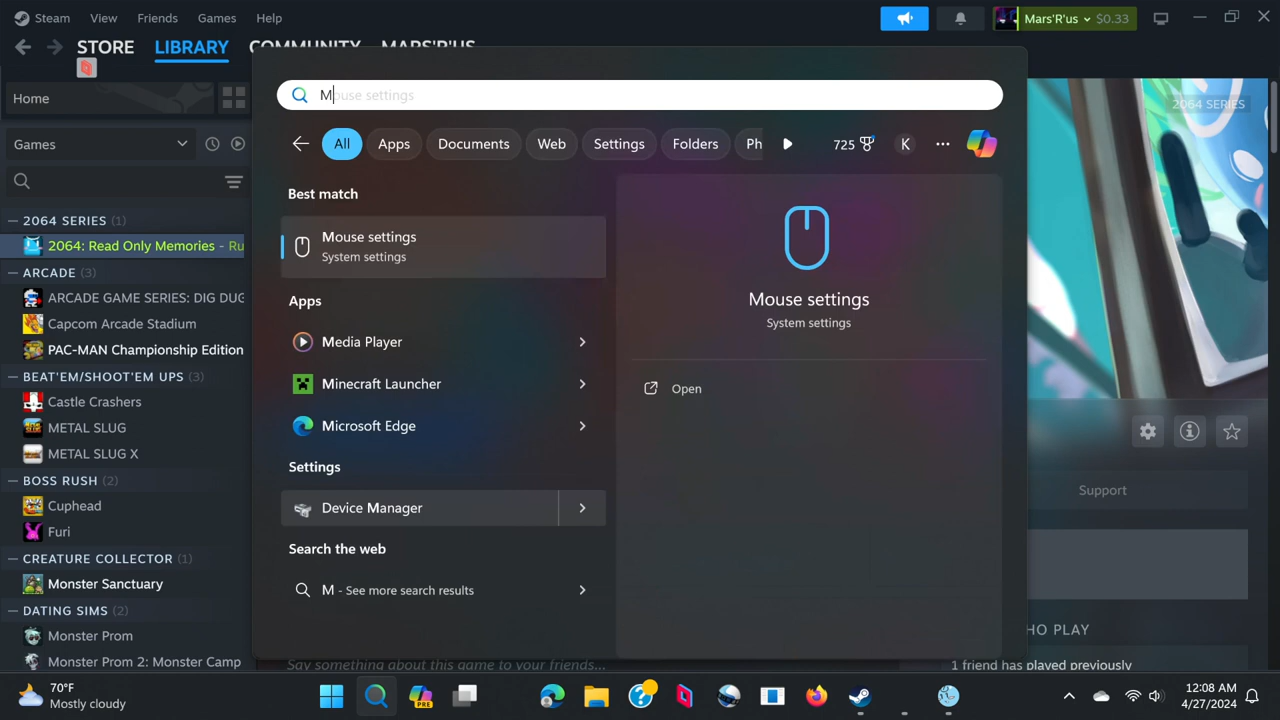 Steam View Friends Games Help
Mar​s'R'us $0.33
STORE LIBRARY COMMUNITY MARS'R'US
Home
2064 SERIES
Mouse settings
Games
All Apps Documents Web Settings Folders Ph 725 K
Best match
Mouse settings
System settings
Mouse settings
System settings
Open
Apps
Media Player
Minecraft Launcher
Microsoft Edge
Settings
Device Manager
Search the web
M - See more search results
2064 SERIES (1)
2064: Read Only Memories - Ru
ARCADE (3)
ARCADE GAME SERIES: DIG DUG
Capcom Arcade Stadium
PAC-MAN Championship Edition
BEAT'EM/SHOOT'EM UPS (3)
Castle Crashers
METAL SLUG
METAL SLUG X
BOSS RUSH (2)
Cuphead
Furi
CREATURE COLLECTOR (1)
Monster Sanctuary
DATING SIMS (2)
Monster Prom
Monster Prom 2: Monster Camp
Support
HO PLAY
Say something about this game to your friends...
1 friend has played previously
70°F
Mostly cloudy
PRE
12:08 AM
4/27/2024